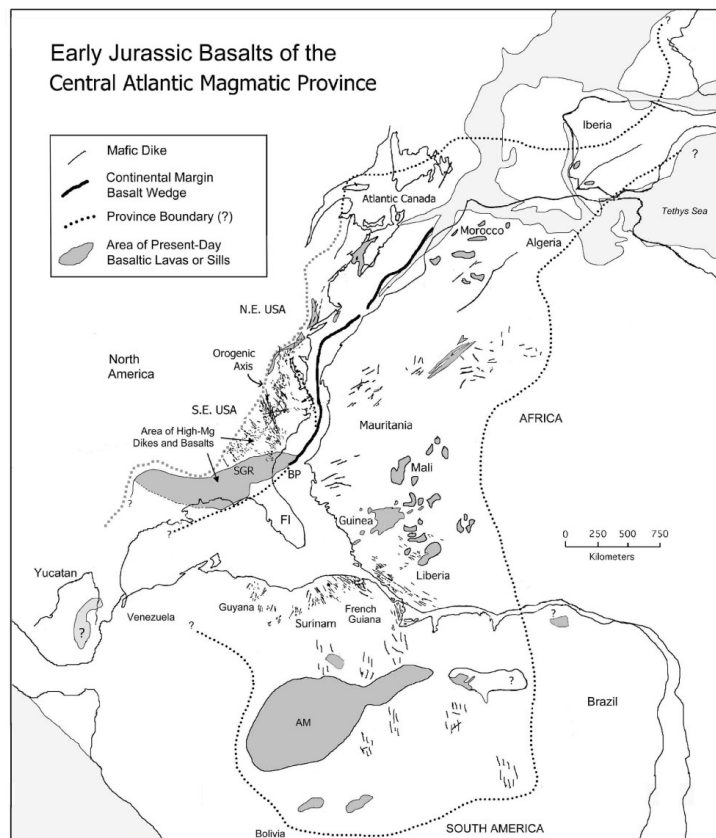 Early Jurassic Basalts of the
Central Atlantic Magmatic Province
Mafic Dike
Continental Margin
Basalt Wedge
Province Boundary (?)
Area of Present-Day
Basaltic Lavas or Sills
?
Iberia
?
Tethys Sea
Atlantic Canada
Morocco
Algeria
N.E. USA
North
America
Orogenic
Axis
S.E. USA
AFRICA
Mauritania
Area of High-Mg
Dikes and Basalts
SGR
BP
Mali
?
?
FI
Guinea
0 250 500 750
Kilometers
Liberia
Yucatan
?
Venezuela
Guyana
Surinam
French
Guiana
?
?
?
AM
Brazil
SOUTH AMERICA
Bolivia